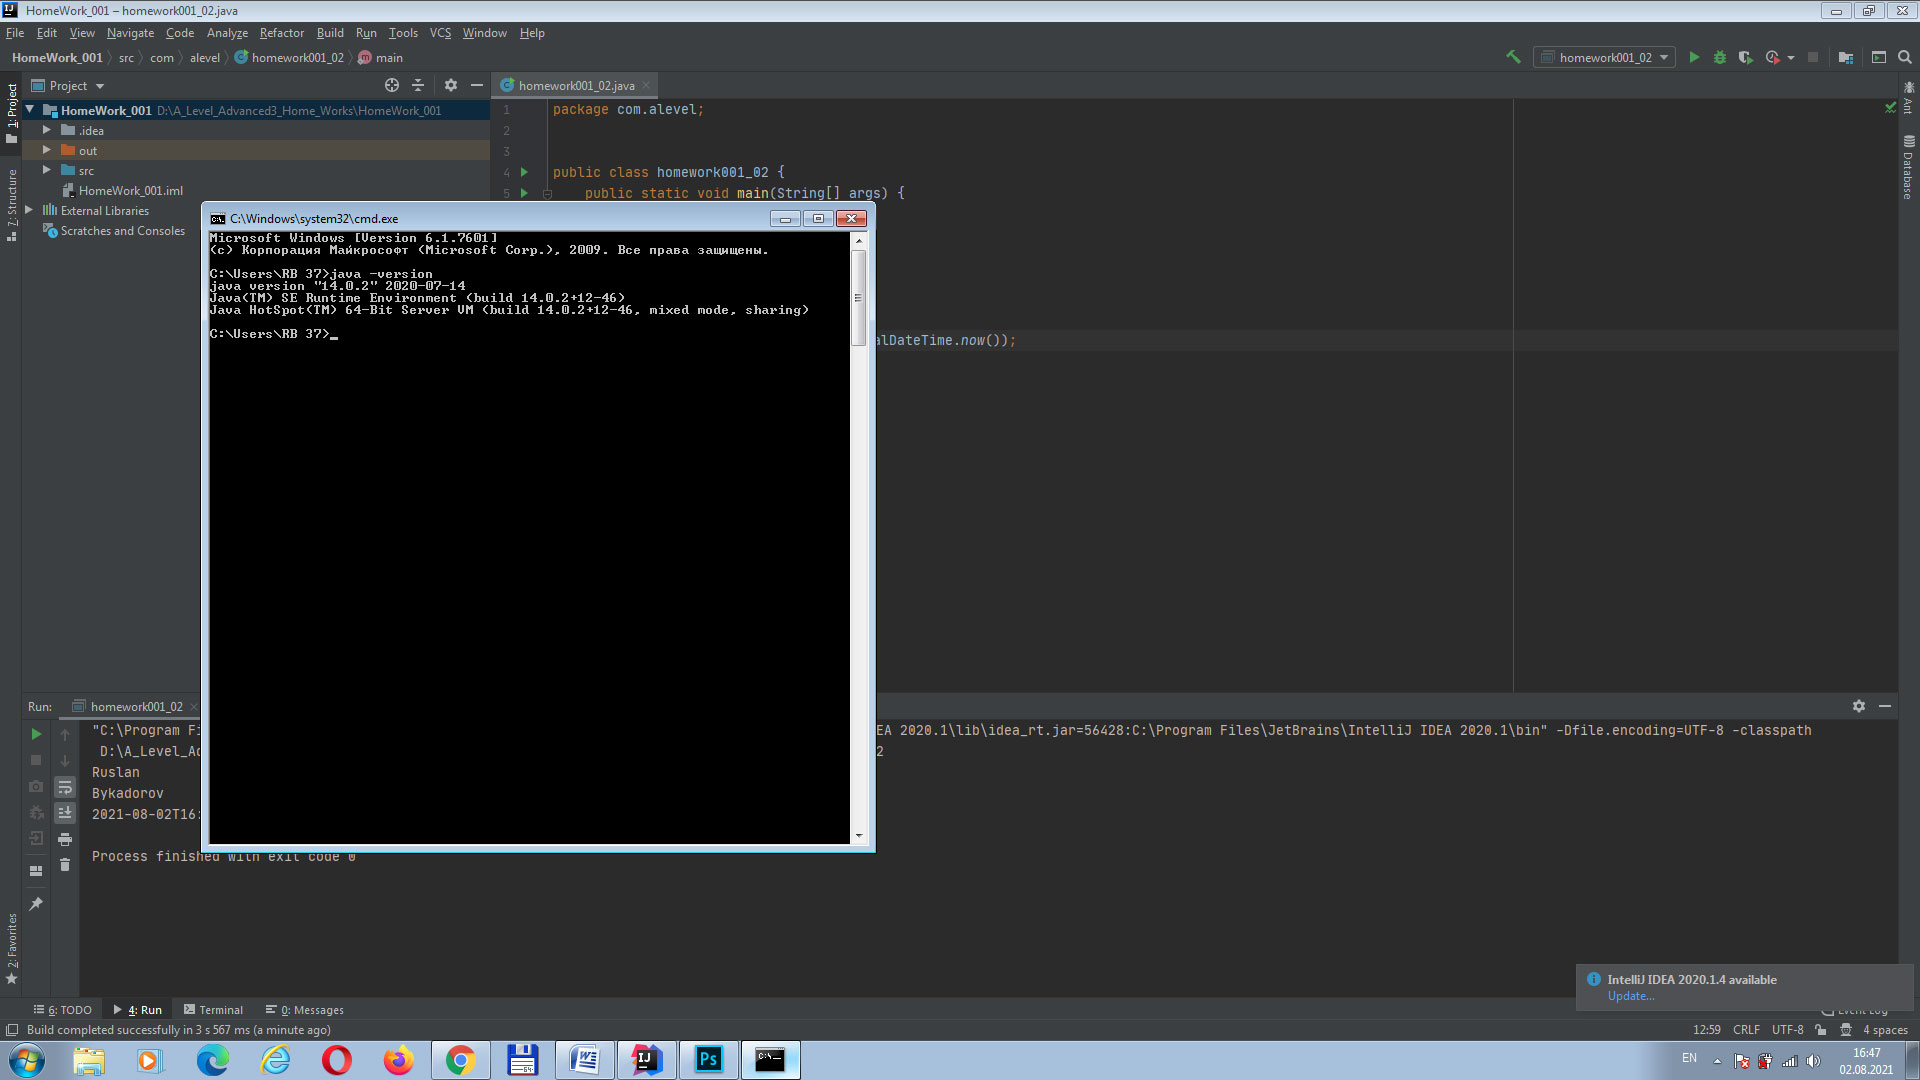 HomeWork_001 – homework001_02.java
File Edit View Navigate Code Analyze Refactor Build Run Tools VCS Window Help
HomeWork_001 src com alevel homework001_02 main
homework001_02
1: Project
7: Structure
2: Favorites
Ant
Database
Project
HomeWork_001 D:\A_Level_Advanced3_Home_Works\HomeWork_001
.idea
out
src
HomeWork_001.iml
External Libraries
Scratches and Consoles
homework001_02.java
1 package com.alevel;
2
3
4 public class homework001_02 {
5 public static void main(String[] args) {
alDateTime.now());
C:\Windows\system32\cmd.exe
Microsoft Windows [Version 6.1.7601]
(c) Корпорация Майкрософт (Microsoft Corp.), 2009. Все права защищены.
C:\Users\RB 37>java -version
java version "14.0.2" 2020-07-14
Java(TM) SE Runtime Environment (build 14.0.2+12-46)
Java HotSpot(TM) 64-Bit Server VM (build 14.0.2+12-46, mixed mode, sharing)
C:\Users\RB 37>_
Run: homework001_02
"C:\Program Fi EA 2020.1\lib\idea_rt.jar=56428:C:\Program Files\JetBrains\IntelliJ IDEA 2020.1\bin" -Dfile.encoding=UTF-8 -classpath
D:\A_Level_Ad 2
Ruslan
Bykadorov
2021-08-02T16:
Process finished with exit code 0
IntelliJ IDEA 2020.1.4 available
Update...
Event Log
6: TODO 4: Run Terminal 0: Messages
Build completed successfully in 3 s 567 ms (a minute ago)
12:59 CRLF UTF-8 4 spaces
64
W
IJ
Ps
C:\
EN
16:47
02.08.2021